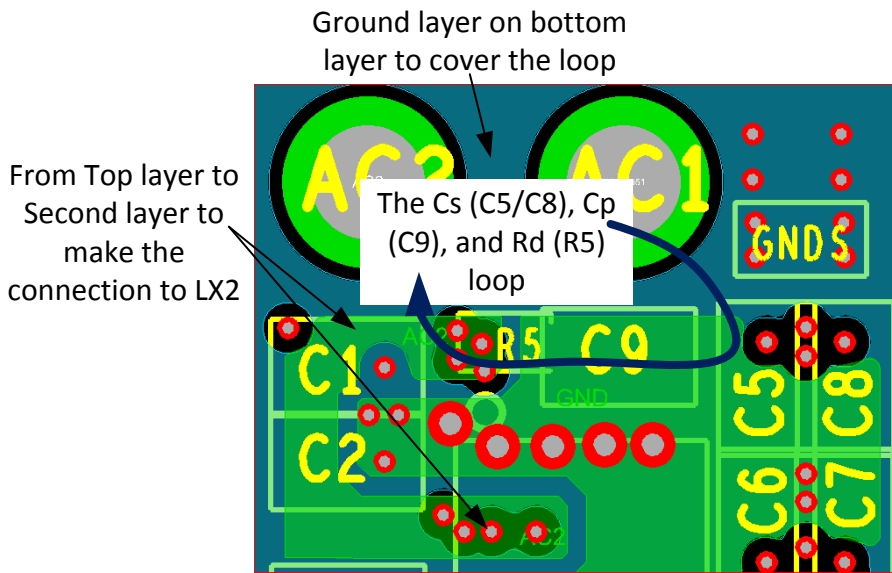 Ground layer on bottom
layer to cover the loop
AC2
AC1
From Top layer to
Second layer to
make the
connection to LX2
The Cs (C5/C8), Cp
(C9), and Rd (R5)
loop
GNDS
AC2
R5
C9
C1
GND
C5
C8
C2
C6
C7
AC2